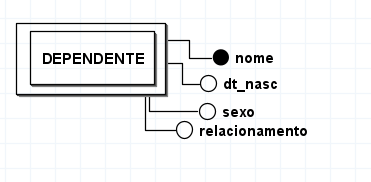 DEPENDENTE
nome
dt_nasc
sexo
relacionamento